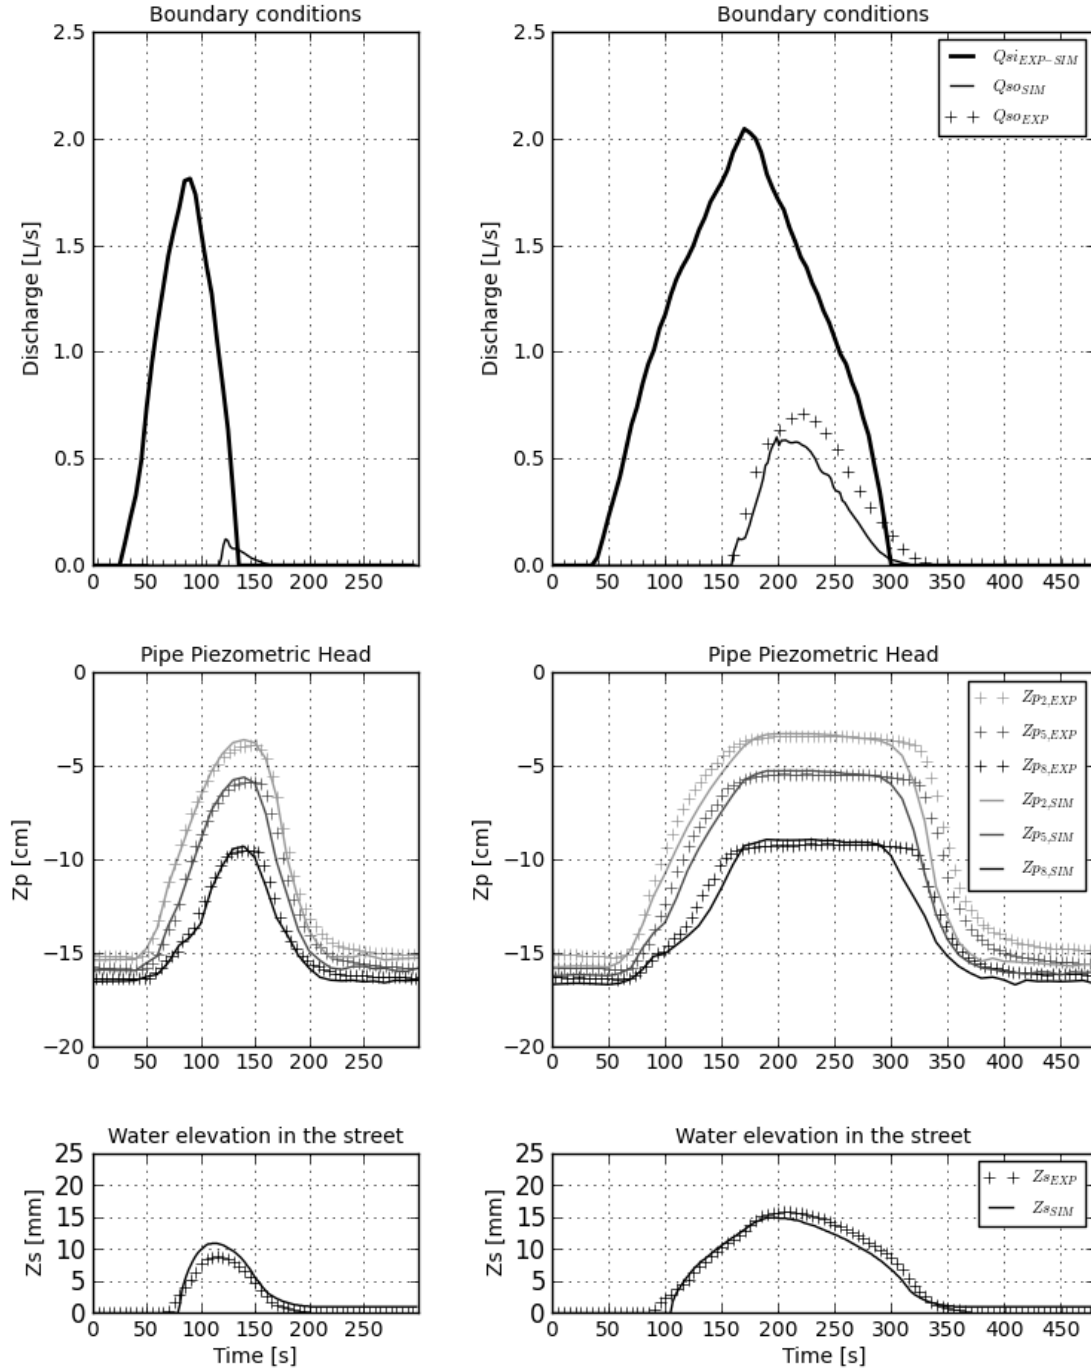 Boundary conditions
2.5
2.0
1.5
1.0
0.5
0.0
Discharge [L/s]
0 50 100 150 200 250
Boundary conditions
2.5
2.0
1.5
1.0
0.5
0.0
Discharge [L/s]
0 50 100 150 200 250 300 350 400 450
Qsi_EXP−SIM
Qso_SIM
Qso_EXP
Pipe Piezometric Head
0
−5
−10
−15
−20
Zp [cm]
0 50 100 150 200 250
Pipe Piezometric Head
0
−5
−10
−15
−20
Zp [cm]
0 50 100 150 200 250 300 350 400 450
Zp_2,EXP
Zp_5,EXP
Zp_8,EXP
Zp_2,SIM
Zp_5,SIM
Zp_8,SIM
Water elevation in the street
25
20
15
10
5
0
Zs [mm]
0 50 100 150 200 250
Time [s]
Water elevation in the street
25
20
15
10
5
0
Zs [mm]
0 50 100 150 200 250 300 350 400 450
Time [s]
Zs_EXP
Zs_SIM